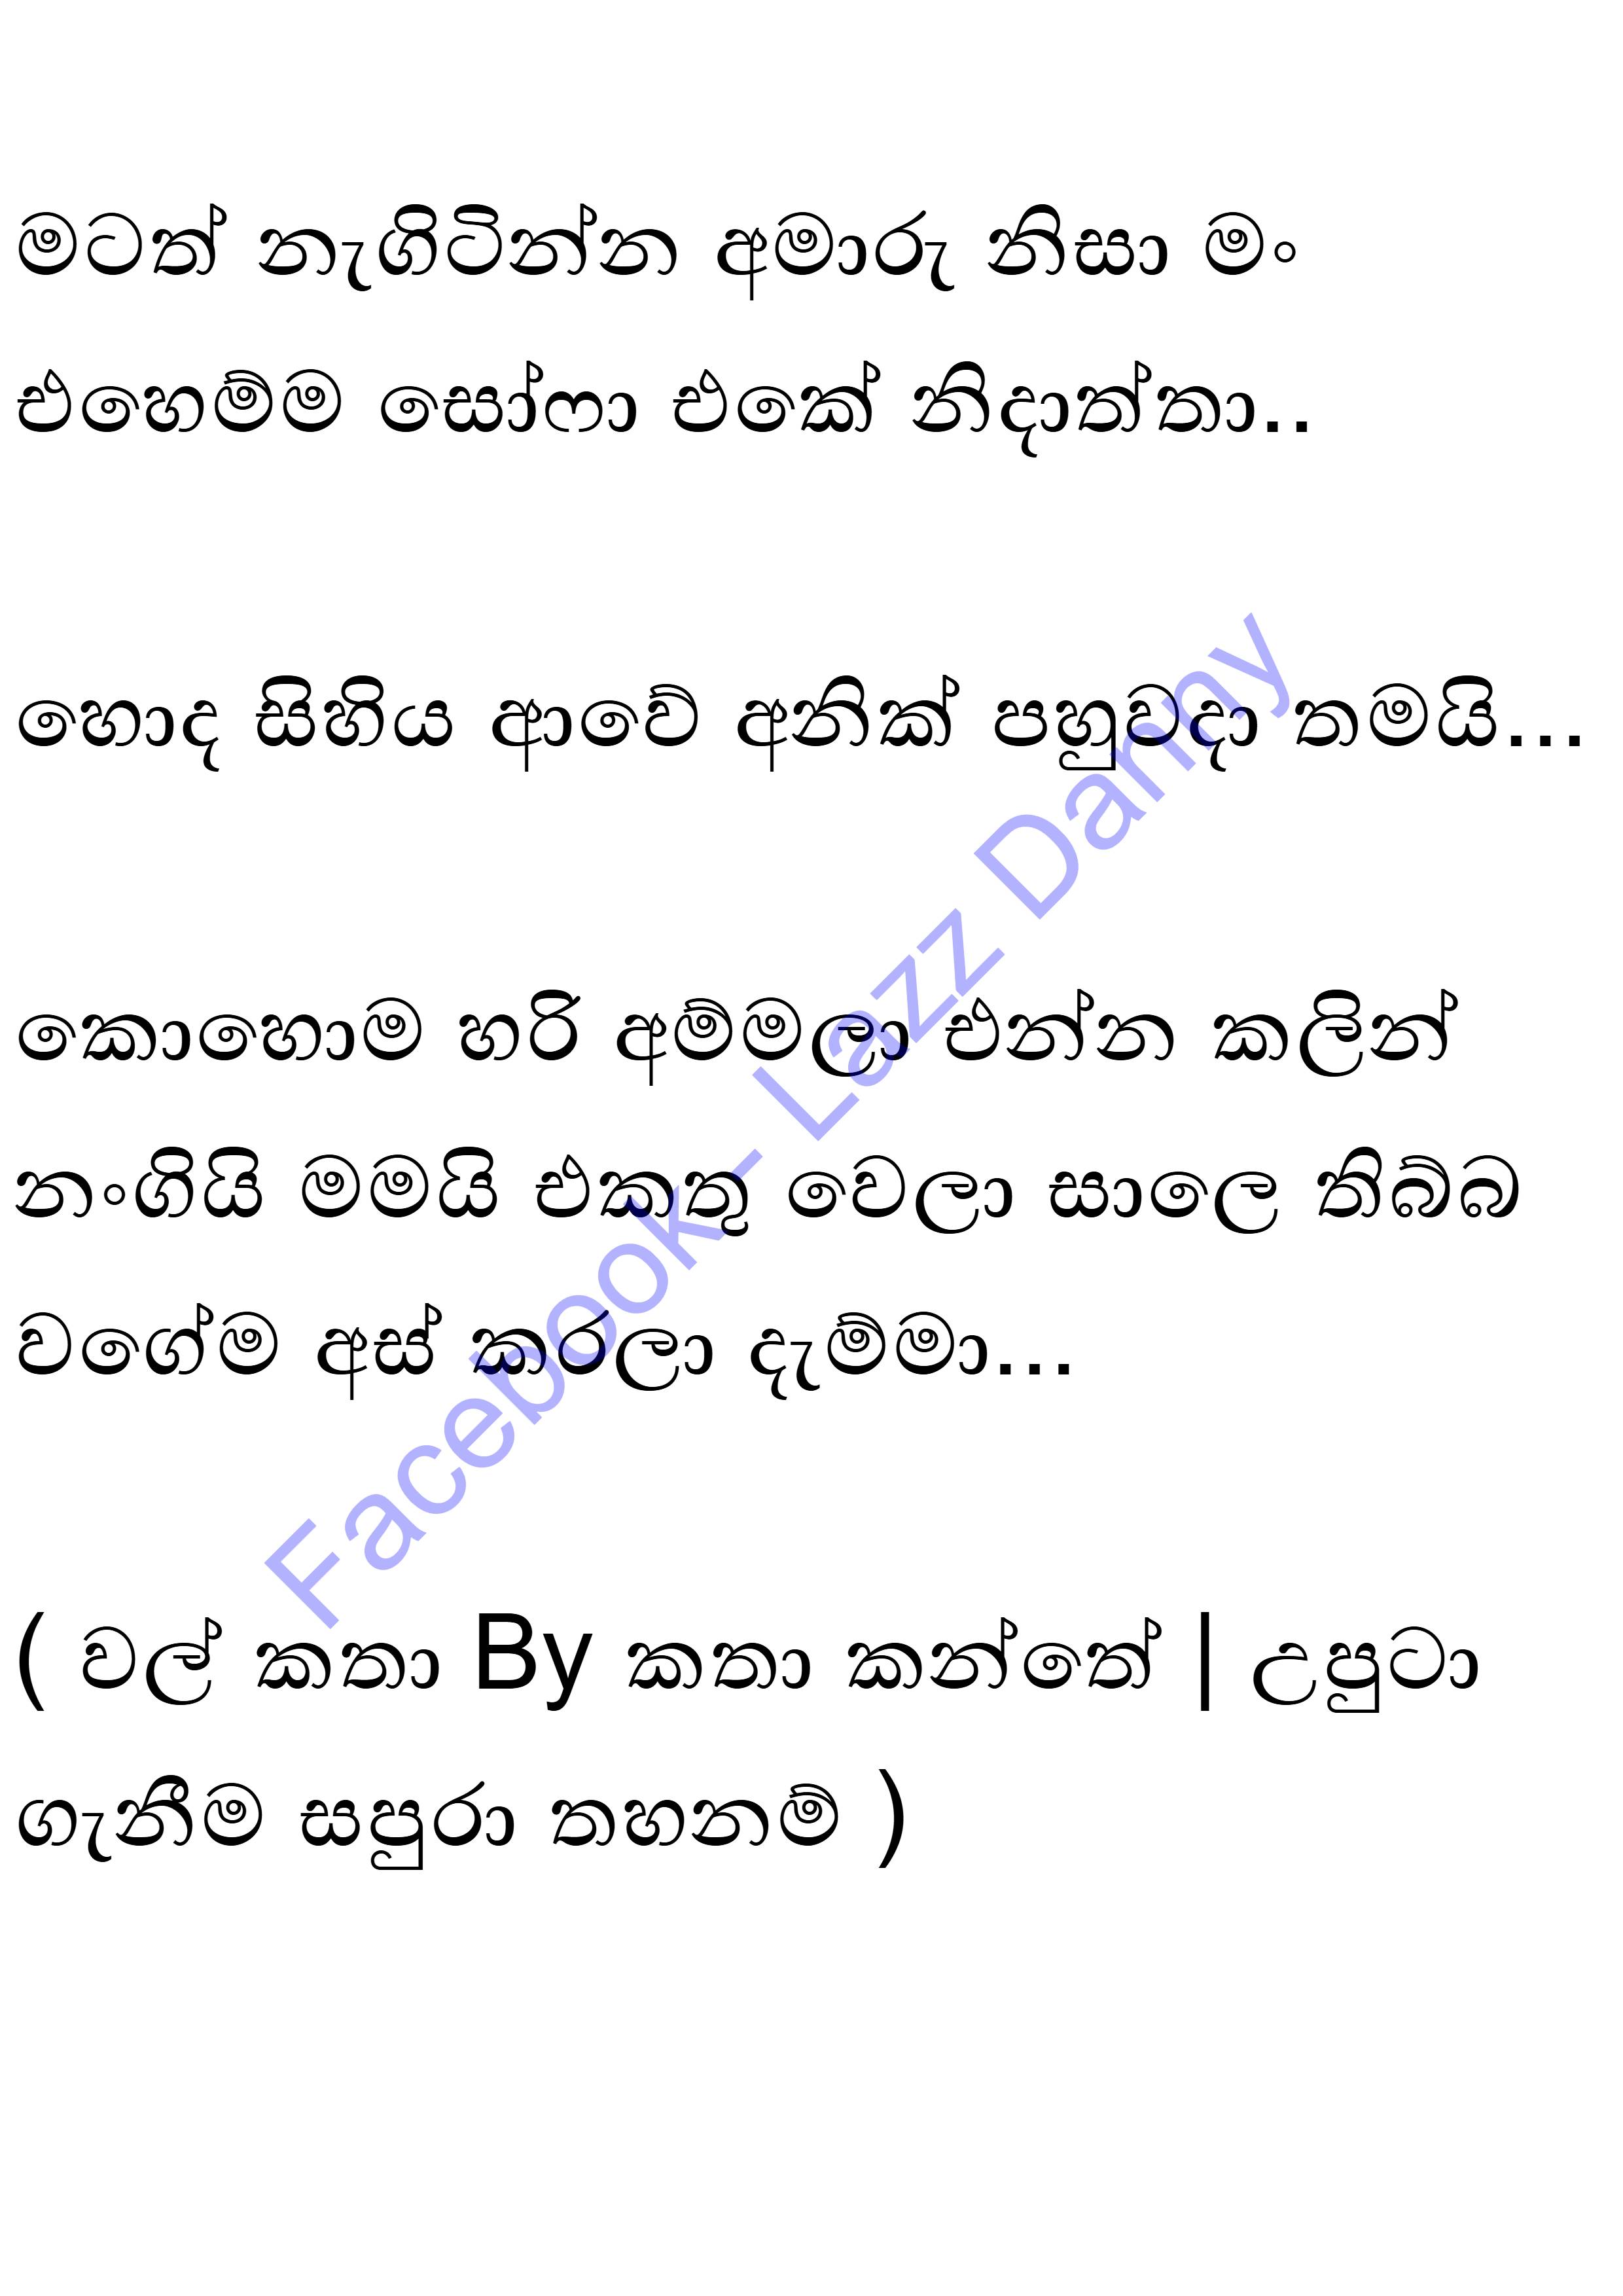 මටත් නැගිටින්න අමාරු නිසා මං
එහෙම්ම සෝෆා එකේ නිදාත්තා..
හොද සිහිය ආවේ අනික් පහුවදා තමයි...
කොහොම හරි අම්මලා එන්න කලින්
නංගියි මමයි එකතු වෙලා සාලෙ තිබ්බ
වගේම අස් කරලා දැම්මා...
( වල් කතා By කතා කන්තේ | උපුටා
ගැනීම සපුරා තහනම් )
Facebook- Lazz Danny